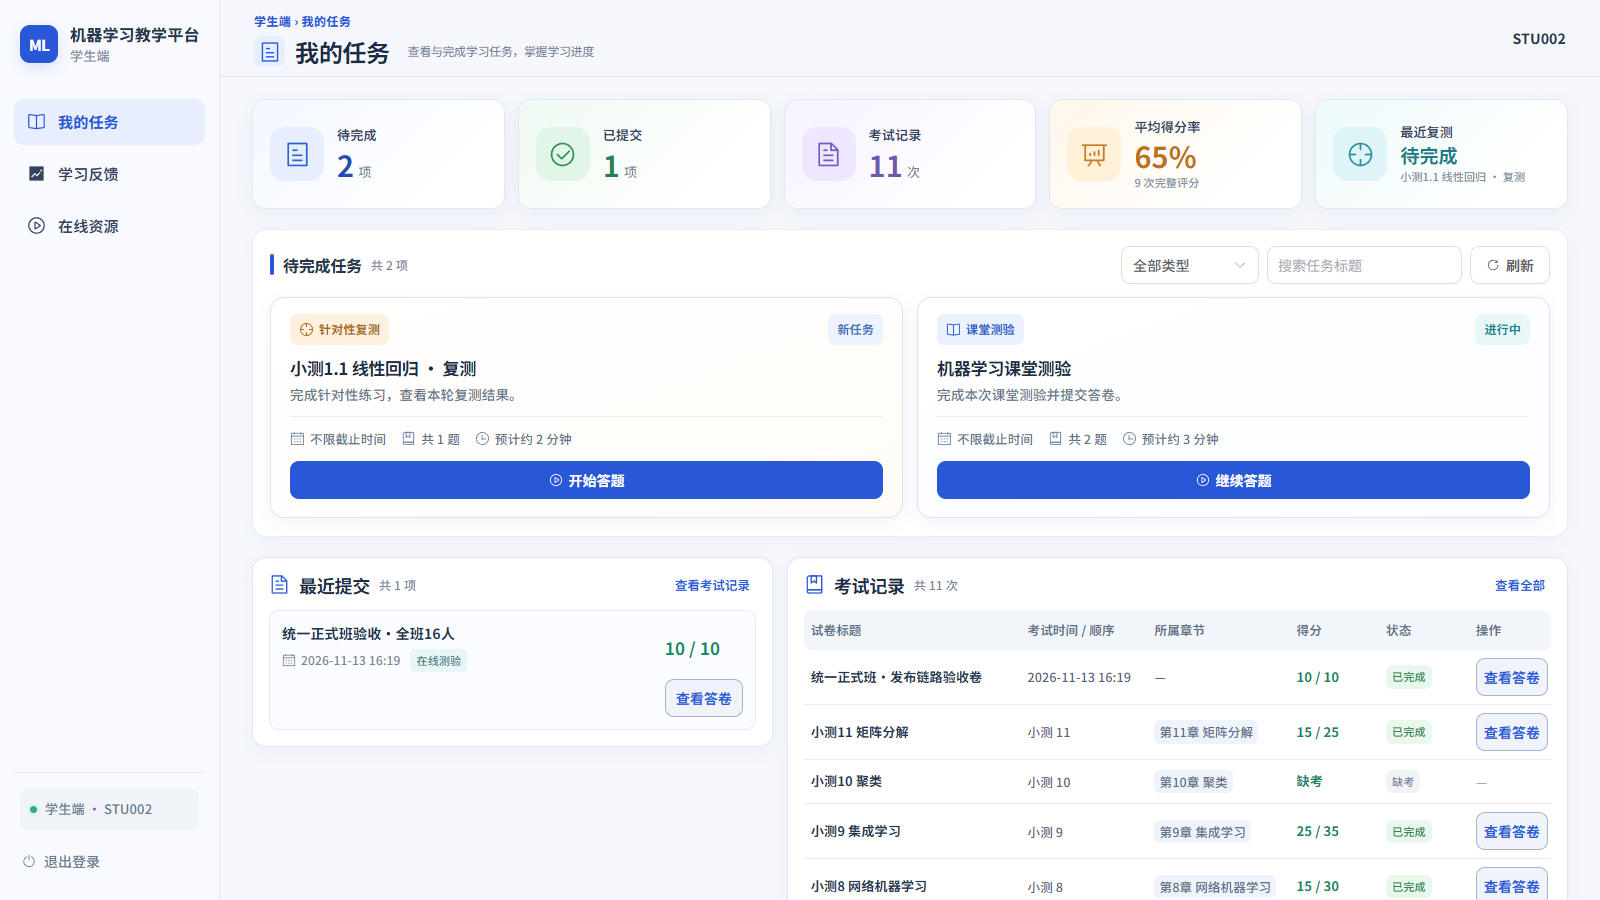 ML
机器学习教学平台
学生端
我的任务
学习反馈
在线资源
学生端 • STU002
退出登录
学生端 › 我的任务
我的任务
查看与完成学习任务，掌握学习进度
STU002
待完成
2 项
已提交
1 项
考试记录
11 次
平均得分率
65%
9 次完整评分
最近复测
待完成
小测1.1 线性回归 • 复测
待完成任务 共 2 项
全部类型
搜索任务标题
刷新
针对性复测
新任务
小测1.1 线性回归 • 复测
完成针对性练习，查看本轮复测结果。
不限截止时间 共 1 题 预计约 2 分钟
开始答题
课堂测验
进行中
机器学习课堂测验
完成本次课堂测验并提交答卷。
不限截止时间 共 2 题 预计约 3 分钟
继续答题
最近提交 共 1 项
查看考试记录
统一正式班验收·全班16人
2026-11-13 16:19 在线测验
10 / 10
查看答卷
考试记录 共 11 次
查看全部
试卷标题 考试时间 / 顺序 所属章节 得分 状态 操作
统一正式班·发布链路验收卷 2026-11-13 16:19 — 10 / 10 已完成 查看答卷
小测11 矩阵分解 小测 11 第11章 矩阵分解 15 / 25 已完成 查看答卷
小测10 聚类 小测 10 第10章 聚类 缺考 缺考 —
小测9 集成学习 小测 9 第9章 集成学习 25 / 35 已完成 查看答卷
小测8 网络机器学习 小测 8 第8章 网络机器学习 15 / 30 已完成 查看答卷